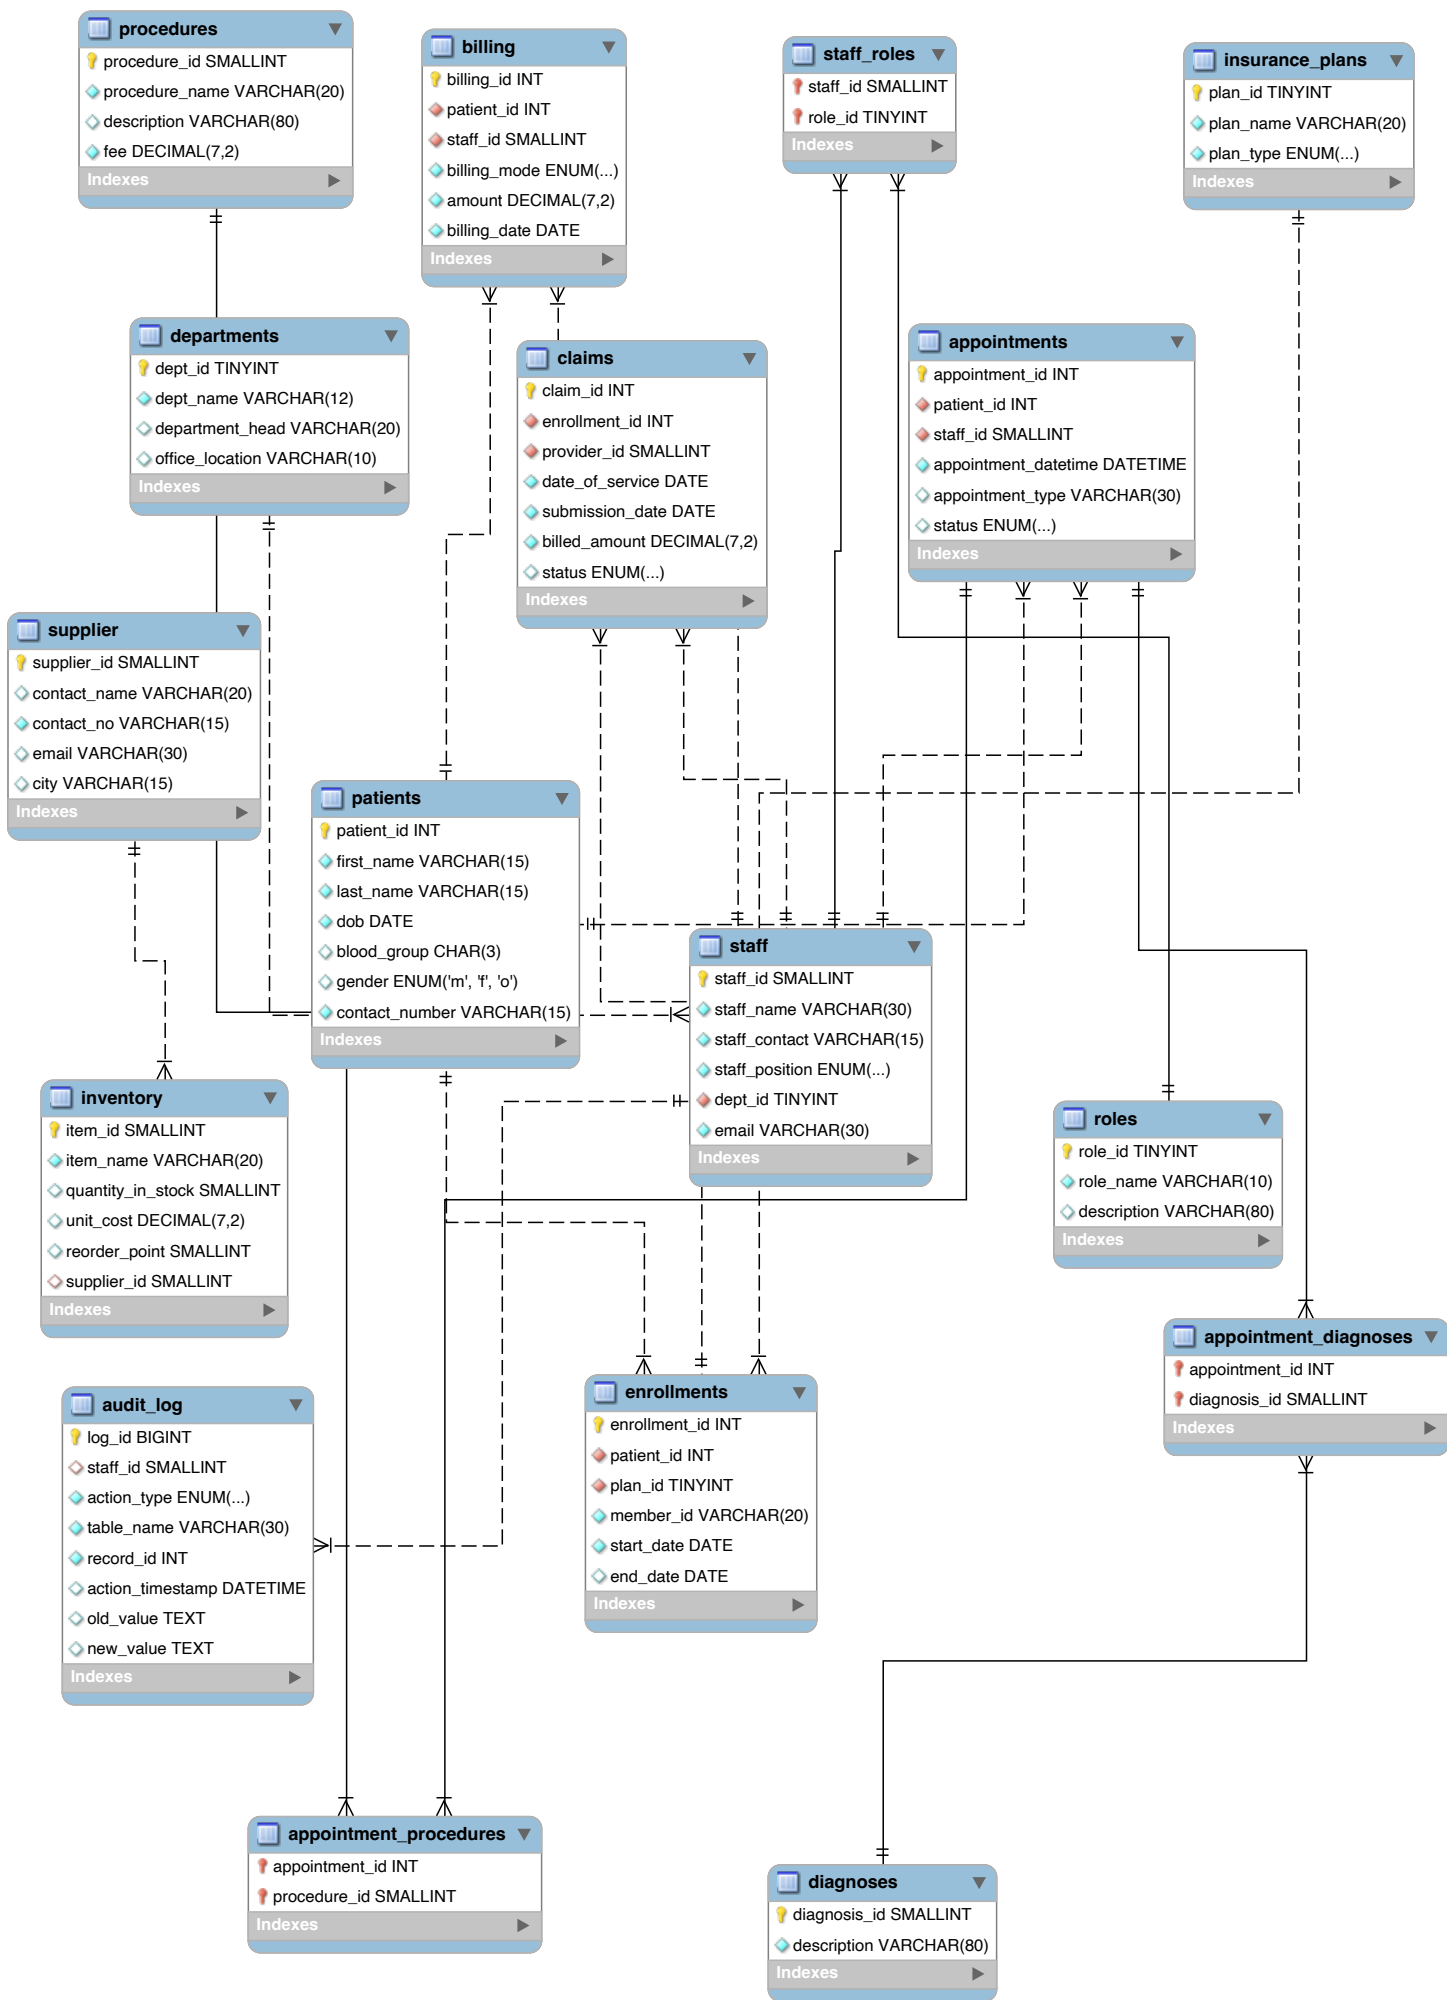 procedures
procedure_id SMALLINT
procedure_name VARCHAR(20)
description VARCHAR(80)
fee DECIMAL(7,2)
Indexes
billing
billing_id INT
patient_id INT
staff_id SMALLINT
billing_mode ENUM(...)
amount DECIMAL(7,2)
billing_date DATE
Indexes
staff_roles
staff_id SMALLINT
role_id TINYINT
Indexes
insurance_plans
plan_id TINYINT
plan_name VARCHAR(20)
plan_type ENUM(...)
Indexes
departments
dept_id TINYINT
dept_name VARCHAR(12)
department_head VARCHAR(20)
office_location VARCHAR(10)
Indexes
claims
claim_id INT
enrollment_id INT
provider_id SMALLINT
date_of_service DATE
submission_date DATE
billed_amount DECIMAL(7,2)
status ENUM(...)
Indexes
appointments
appointment_id INT
patient_id INT
staff_id SMALLINT
appointment_datetime DATETIME
appointment_type VARCHAR(30)
status ENUM(...)
Indexes
supplier
supplier_id SMALLINT
contact_name VARCHAR(20)
contact_no VARCHAR(15)
email VARCHAR(30)
city VARCHAR(15)
Indexes
patients
patient_id INT
first_name VARCHAR(15)
last_name VARCHAR(15)
dob DATE
blood_group CHAR(3)
gender ENUM('m', 'f', 'o')
contact_number VARCHAR(15)
Indexes
staff
staff_id SMALLINT
staff_name VARCHAR(30)
staff_contact VARCHAR(15)
staff_position ENUM(...)
dept_id TINYINT
email VARCHAR(30)
Indexes
inventory
item_id SMALLINT
item_name VARCHAR(20)
quantity_in_stock SMALLINT
unit_cost DECIMAL(7,2)
reorder_point SMALLINT
supplier_id SMALLINT
Indexes
roles
role_id TINYINT
role_name VARCHAR(10)
description VARCHAR(80)
Indexes
appointment_diagnoses
appointment_id INT
diagnosis_id SMALLINT
Indexes
audit_log
log_id BIGINT
staff_id SMALLINT
action_type ENUM(...)
table_name VARCHAR(30)
record_id INT
action_timestamp DATETIME
old_value TEXT
new_value TEXT
Indexes
enrollments
enrollment_id INT
patient_id INT
plan_id TINYINT
member_id VARCHAR(20)
start_date DATE
end_date DATE
Indexes
appointment_procedures
appointment_id INT
procedure_id SMALLINT
Indexes
diagnoses
diagnosis_id SMALLINT
description VARCHAR(80)
Indexes